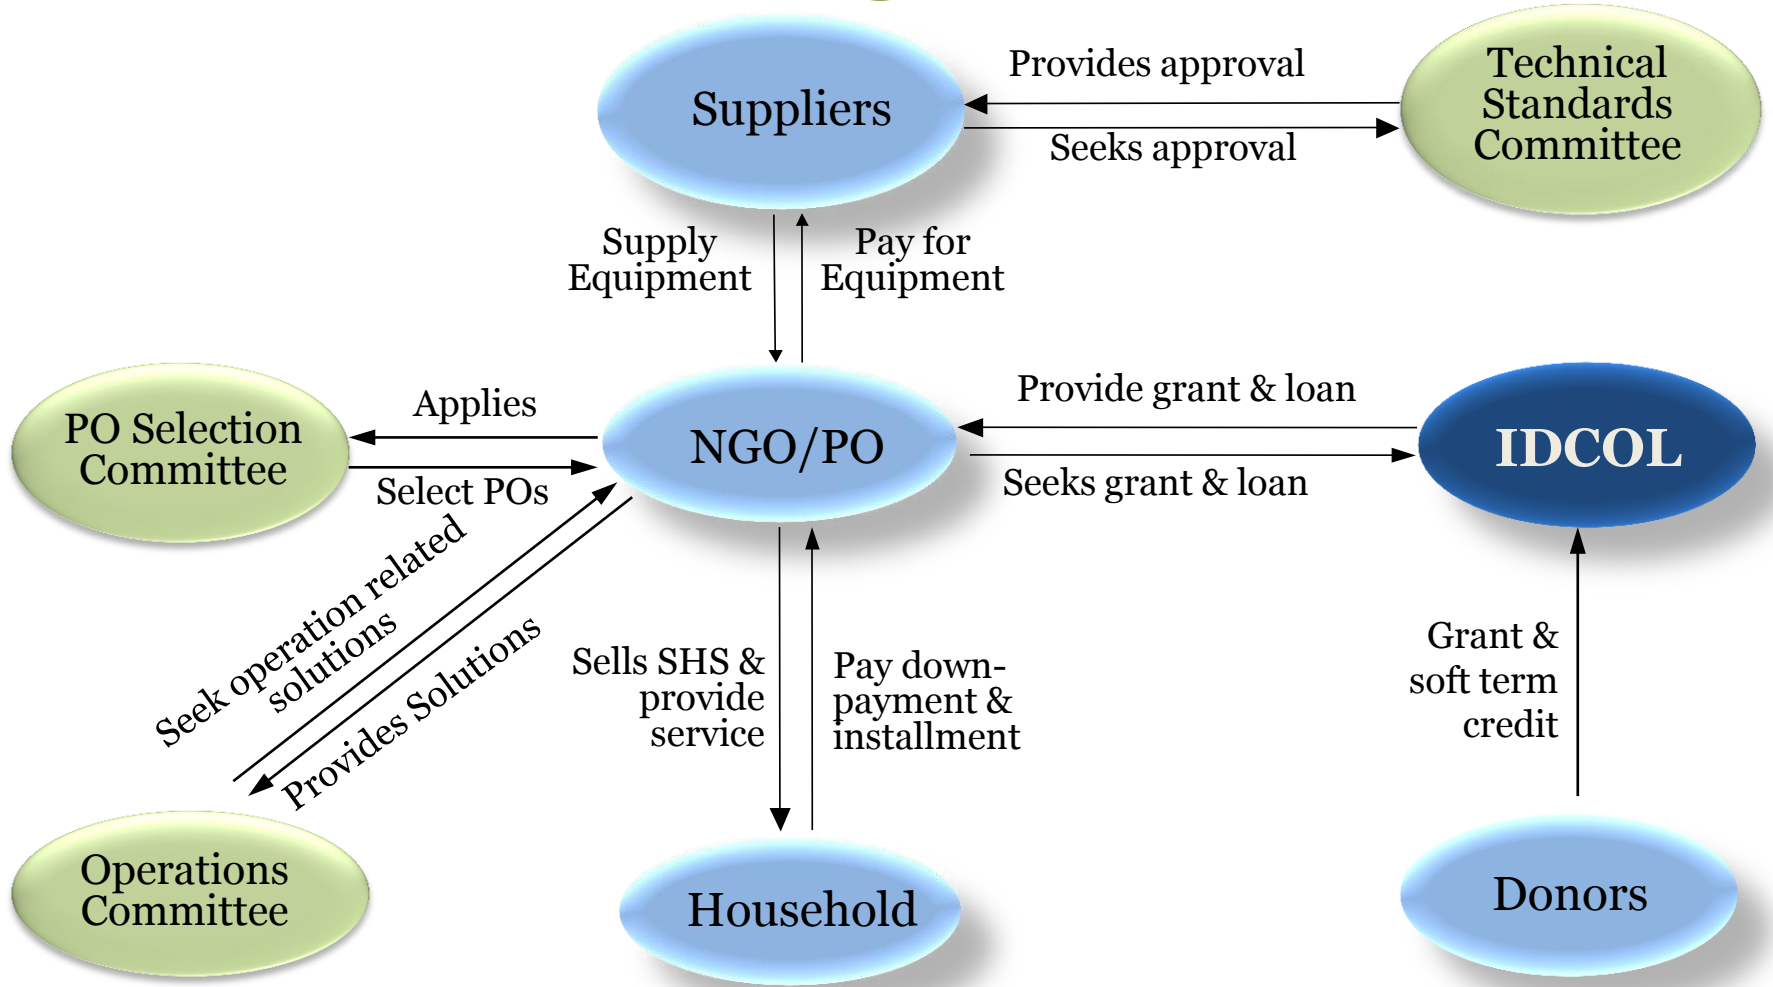 Suppliers
Provides approval
Seeks approval
Technical
Standards
Committee
Supply
Equipment
Pay for
Equipment
PO Selection
Committee
Applies
Select POs
NGO/PO
Provide grant & loan
Seeks grant & loan
IDCOL
Seek operation related
solutions
Provides Solutions
Sells SHS &
provide
service
Pay down-
payment &
installment
Grant &
soft term
credit
Operations
Committee
Household
Donors